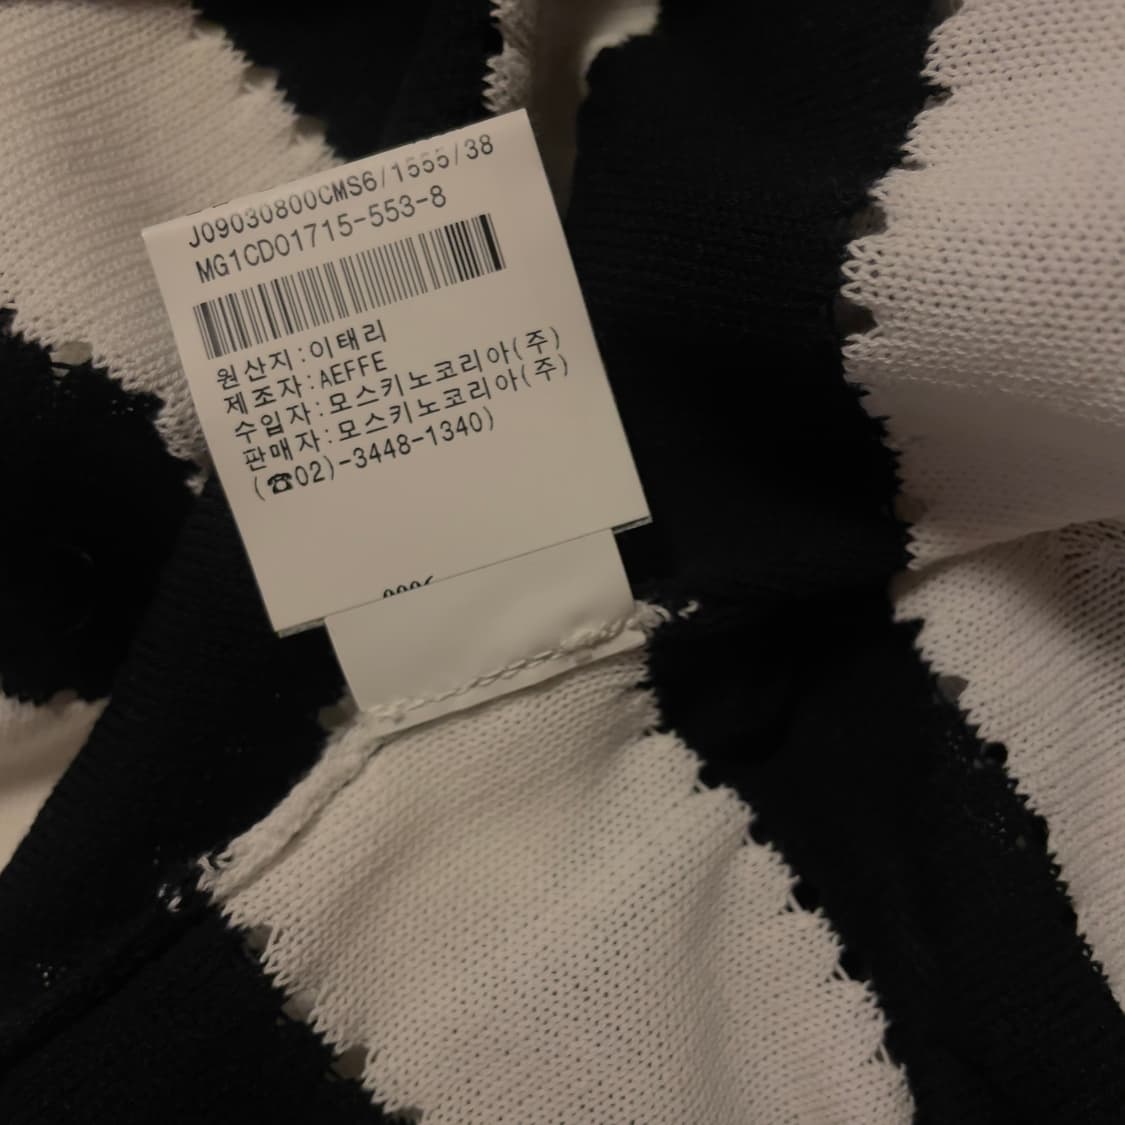 J09030800CMS6/1555/38
MG1CDO1715-553-8
원산지:이태리
제조자:AEFFE
수입자:모스키노코리아(주)
판매자:모스키노코리아(주)
(☎02)-3448-1340)